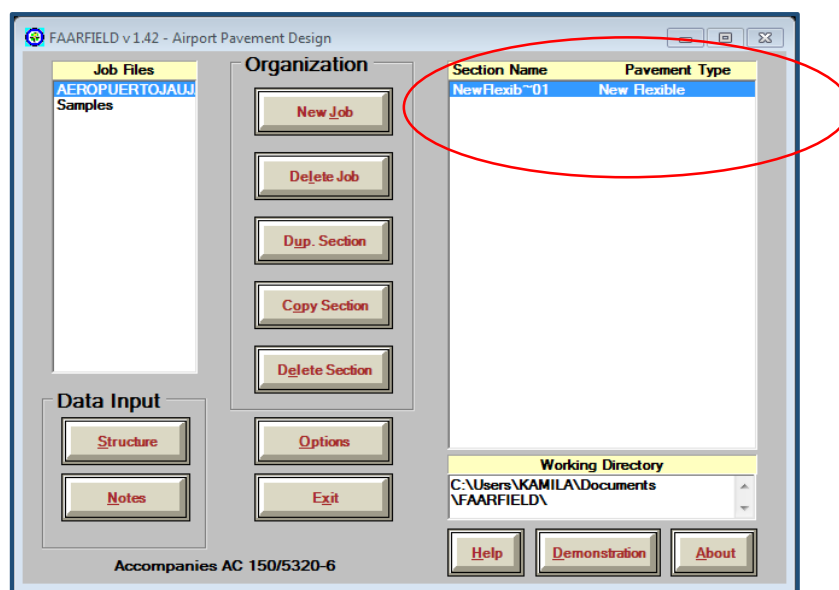 FAARFIELD v 1.42 - Airport Pavement Design
Job Files
AEROPUERTOJAUJ
Samples
Organization
New Job
Delete Job
Dup. Section
Copy Section
Delete Section
Section Name Pavement Type
NewFlexib~01 New Flexible
Data Input
Structure
Notes
Options
Exit
Working Directory
C:\Users\KAMILA\Documents
\FAARFIELD\
Help
Demonstration
About
Accompanies AC 150/5320-6